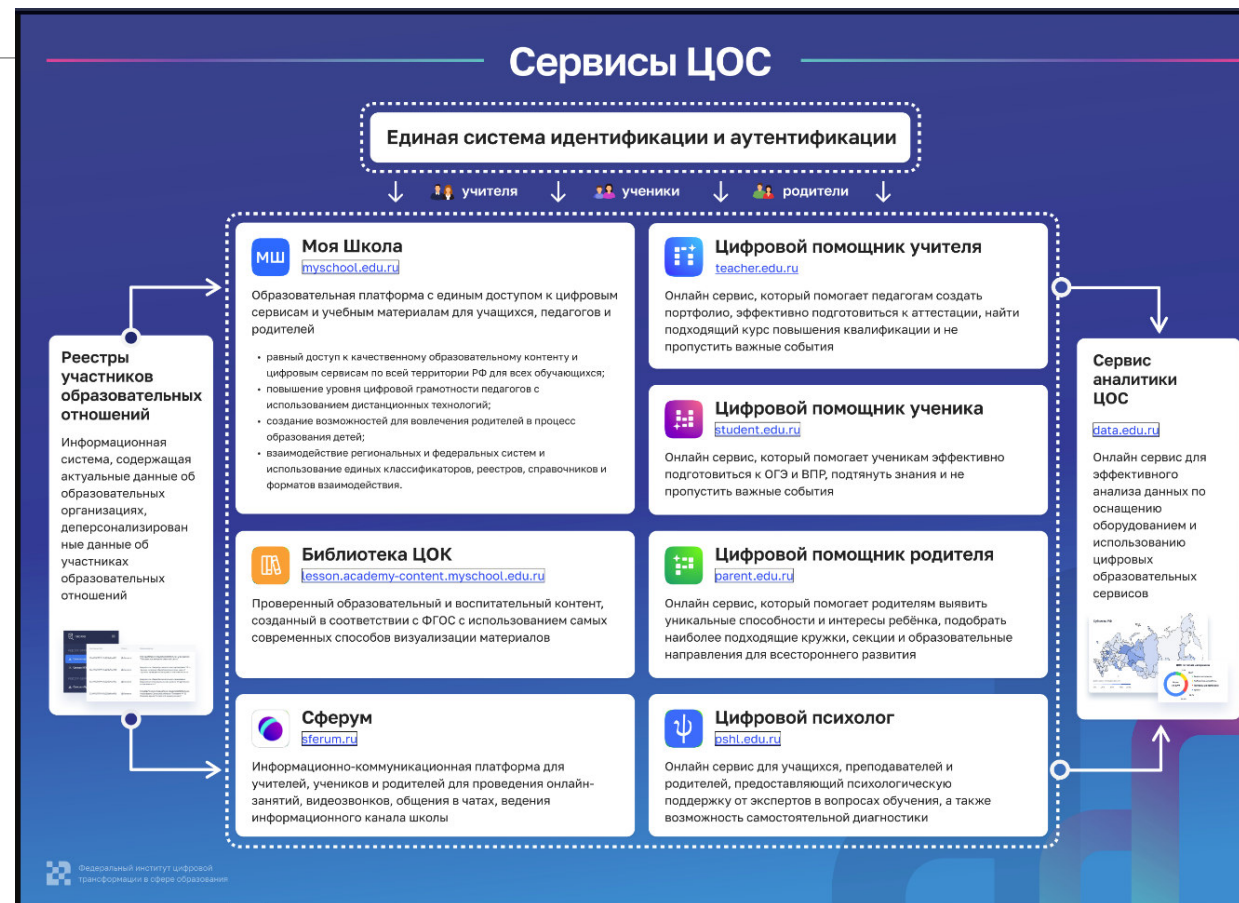 Сервисы ЦОС
Единая система идентификации и аутентификации
учителя
ученики
родители
Реестры
участников
образовательных
отношений
Информационная
система, содержащая
актуальные данные об
образовательных
организациях,
деперсонализирован
ные данные об
участниках
образовательных
отношений
МШ
Моя Школа
myschool.edu.ru
Образовательная платформа с единым доступом к цифровым
сервисам и учебным материалам для учащихся, педагогов и
родителей
• равный доступ к качественному образовательному контенту и
цифровым сервисам по всей территории РФ для всех обучающихся;
• повышение уровня цифровой грамотности педагогов с
использованием дистанционных технологий;
• создание возможностей для вовлечения родителей в процесс
образования детей;
• взаимодействие региональных и федеральных систем и
использование единых классификаторов, реестров, справочников и
форматов взаимодействия.
Библиотека ЦОК
lesson.academy-content.myschool.edu.ru
Проверенный образовательный и воспитательный контент,
созданный в соответствии с ФГОС с использованием самых
современных способов визуализации материалов
Сферум
sferum.ru
Информационно-коммуникационная платформа для
учителей, учеников и родителей для проведения онлайн-
занятий, видеозвонков, общения в чатах, ведения
информационного канала школы
Цифровой помощник учителя
teacher.edu.ru
Онлайн сервис, который помогает педагогам создать
портфолио, эффективно подготовиться к аттестации, найти
подходящий курс повышения квалификации и не
пропустить важные события
Цифровой помощник ученика
student.edu.ru
Онлайн сервис, который помогает ученикам эффективно
подготовиться к ОГЭ и ВПР, подтянуть знания и не
пропустить важные события
Цифровой помощник родителя
parent.edu.ru
Онлайн сервис, который помогает родителям выявить
уникальные способности и интересы ребёнка, подобрать
наиболее подходящие кружки, секции и образовательные
направления для всестороннего развития
Цифровой психолог
pshl.edu.ru
Онлайн сервис для учащихся, преподавателей и
родителей, предоставляющий психологическую
поддержку от экспертов в вопросах обучения, а также
возможность самостоятельной диагностики
Сервис
аналитики
ЦОС
data.edu.ru
Онлайн сервис для
эффективного
анализа данных по
оснащению
оборудованием и
использованию
цифровых
образовательных
сервисов
Федеральный институт цифровой
трансформации в сфере образования